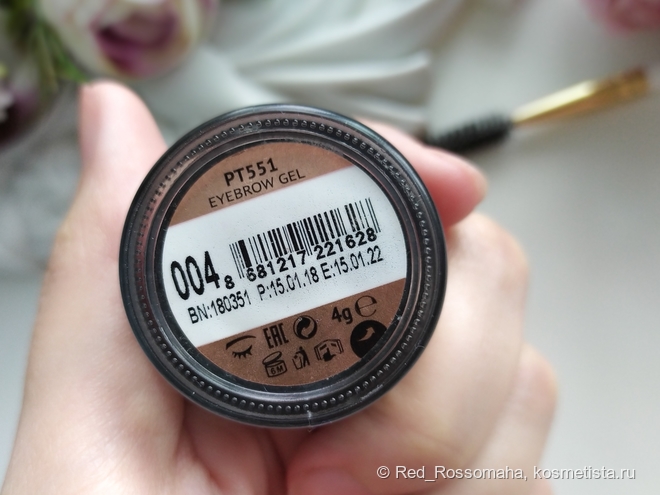 PT551
EYEBROW GEL
004
8 681217 221628
BN:180351 P:15.01.18 E:15.01.22
EAC 4g ℮
6M
© Red_Rossomaha, kosmetista.ru